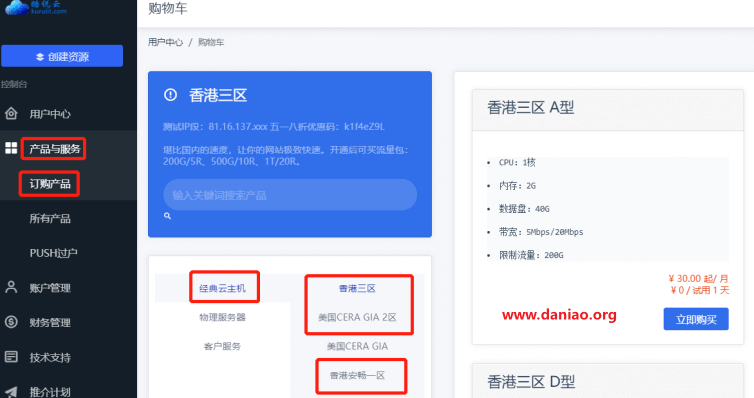 酷锐云
kuruiit.com
创建资源
控制台
用户中心
产品与服务
订购产品
所有产品
PUSH过户
账户管理
财务管理
技术支持
推介计划
购物车
用户中心 / 购物车
香港三区
测试IP段：81.16.137.xxx 五一八折优惠码：k1f4eZ9L
堪比国内的速度，让你的网站极致快速。开通后可买流量包：
200G/5R、500G/10R、1T/20R。
输入关键词搜索产品
经典云主机
物理服务器
客户服务
香港三区
美国CERA GIA 2区
美国CERA GIA
香港安畅一区
香港三区 A型
• CPU：1核
• 内存：2G
• 数据盘：40G
• 带宽：5Mbps/20Mbps
• 限制流量：200G
¥ 30.00 起/ 月
¥ 0 / 试用 1 天
www.daniao.org
立即购买
香港三区 D型